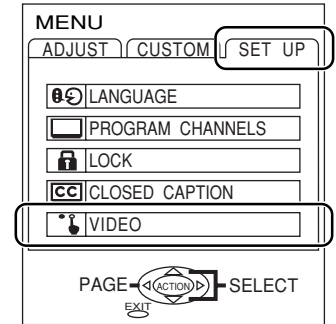 MENU
ADJUST CUSTOM SET UP
LANGUAGE
PROGRAM CHANNELS
LOCK
CC CLOSED CAPTION
VIDEO
PAGE ACTION SELECT
EXIT